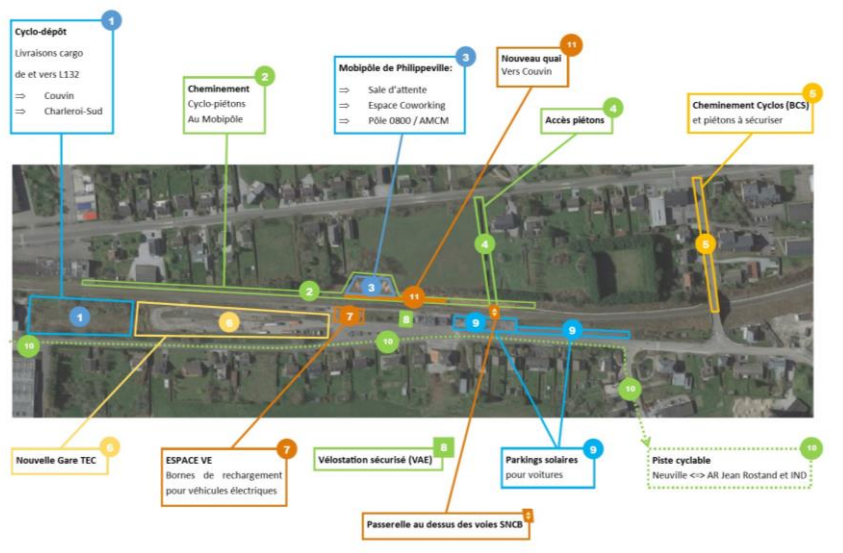 1
Cyclo-dépôt
Livraisons cargo
de et vers L132
⇒ Couvin
⇒ Charleroi-Sud
2
Cheminement
Cyclo-piétons
Au Mobipôle
3
Mobipôle de Philippeville:
⇒ Sale d'attente
⇒ Espace Coworking
⇒ Pôle 0800 / AMCM
11
Nouveau quai
Vers Couvin
4
Accès piétons
5
Cheminement Cyclos (BCS)
et piétons à sécuriser
4
5
2
3
11
1
6
7
8
9
9
10
10
10
6
Nouvelle Gare TEC
7
ESPACE VE
Bornes de rechargement
pour véhicules électriques
8
Vélostation sécurisé (VAE)
9
Parkings solaires
pour voitures
10
Piste cyclable
Neuville <=> AR Jean Rostand et IND
Passerelle au dessus des voies SNCB